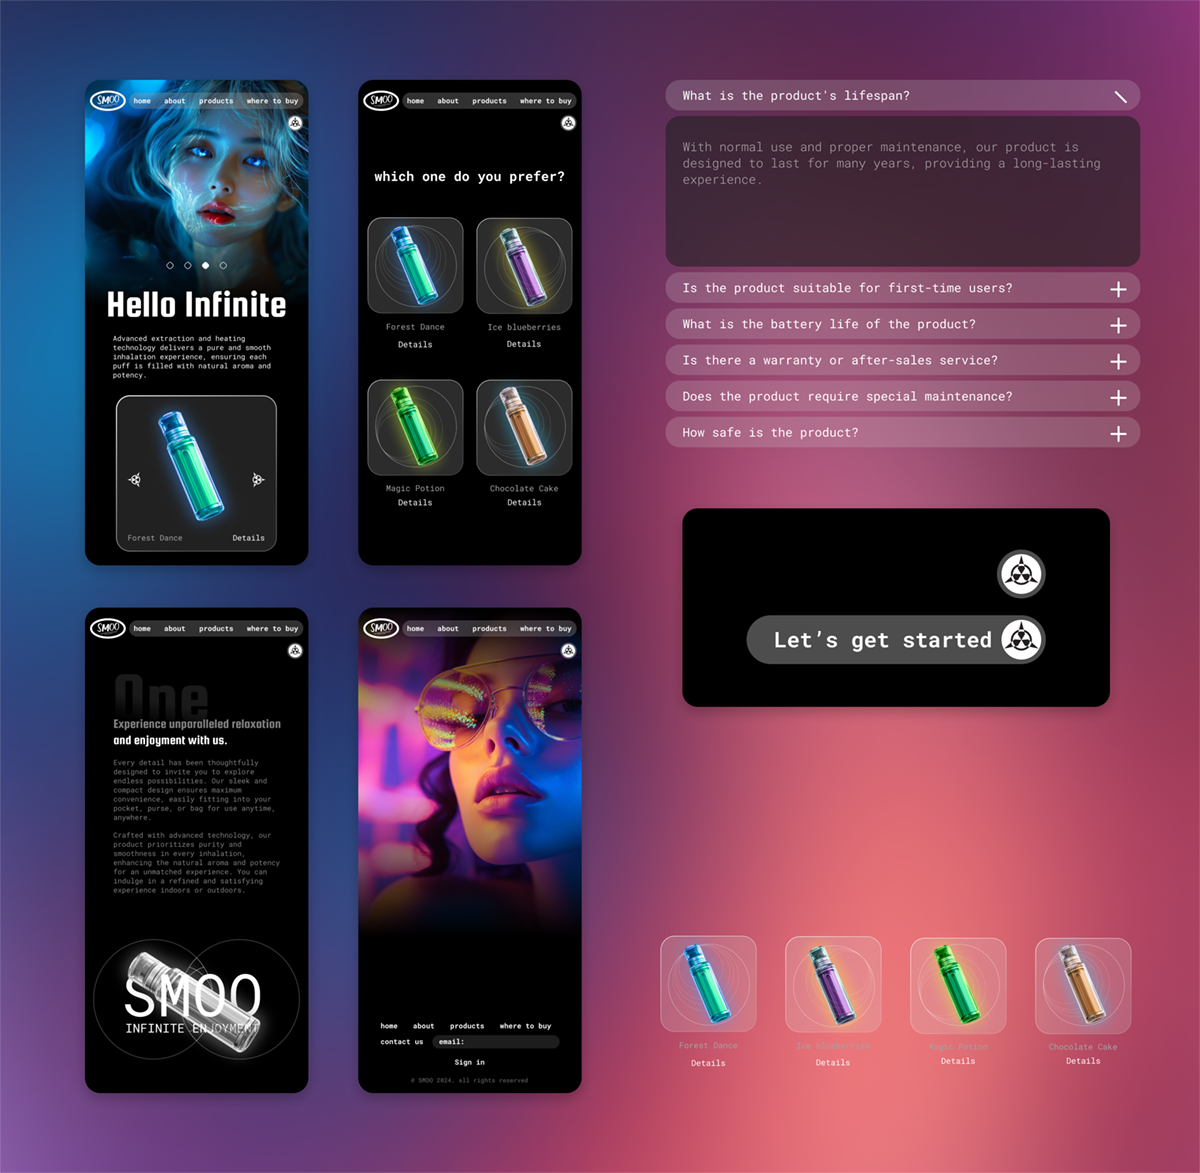 SMOO
home about products where to buy
Hello Infinite
Advanced extraction and heating
technology delivers a pure and smooth
inhalation experience, ensuring each
puff is filled with natural aroma and
potency.
Forest Dance
Details
SMOO
home about products where to buy
which one do you prefer?
Forest Dance
Details
Ice blueberries
Details
Magic Potion
Details
Chocolate Cake
Details
What is the product's lifespan?
With normal use and proper maintenance, our product is
designed to last for many years, providing a long-lasting
experience.
Is the product suitable for first-time users?
What is the battery life of the product?
Is there a warranty or after-sales service?
Does the product require special maintenance?
How safe is the product?
Let’s get started
SMOO
home about products where to buy
One
Experience unparalleled relaxation
and enjoyment with us.
Every detail has been thoughtfully
designed to invite you to explore
endless possibilities. Our sleek and
compact design ensures maximum
convenience, easily fitting into your
pocket, purse, or bag for use anytime,
anywhere.
Crafted with advanced technology, our
product prioritizes purity and
smoothness in every inhalation,
enhancing the natural aroma and potency
for an unmatched experience. You can
indulge in a refined and satisfying
experience indoors or outdoors.
SMOO
INFINITE ENJOYMENT
SMOO
home about products where to buy
home about products where to buy
contact us email:
Sign in
© SMOO 2024. all rights reserved
Forest Dance
Details
Ice blueberries
Details
Magic Potion
Details
Chocolate Cake
Details